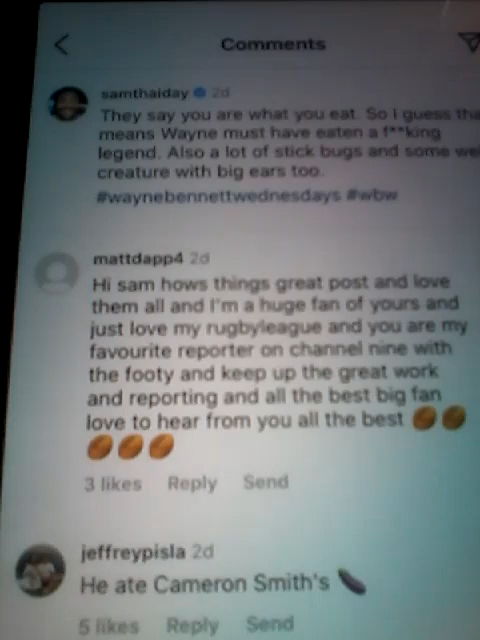 Comments
samthaiday 2d
They say you are what you eat. So I guess tha
means Wayne must have eaten a f**king
legend. Also a lot of stick bugs and some wei
creature with big ears too.
#waynebennettwednesdays #wbw
mattdapp4 2d
Hi sam hows things great post and love
them all and I'm a huge fan of yours and
just love my rugbyleague and you are my
favourite reporter on channel nine with
the footy and keep up the great work
and reporting and all the best big fan
love to hear from you all the best 🏉🏉
🏉🏉🏉
3 likes Reply Send
jeffreypisla 2d
He ate Cameron Smith's 🍆
5 likes Reply Send